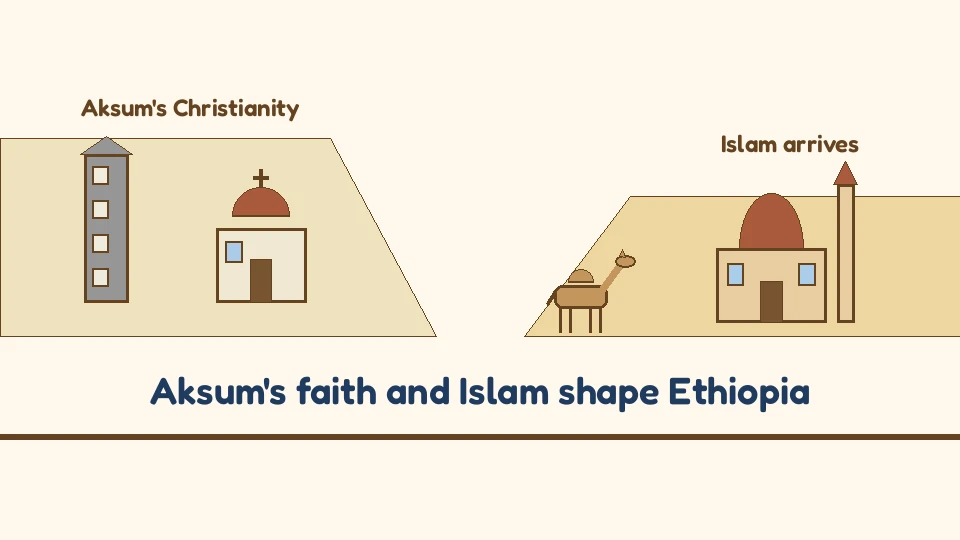 Aksum's Christianity
Islam arrives
Aksum's faith and Islam shape Ethiopia